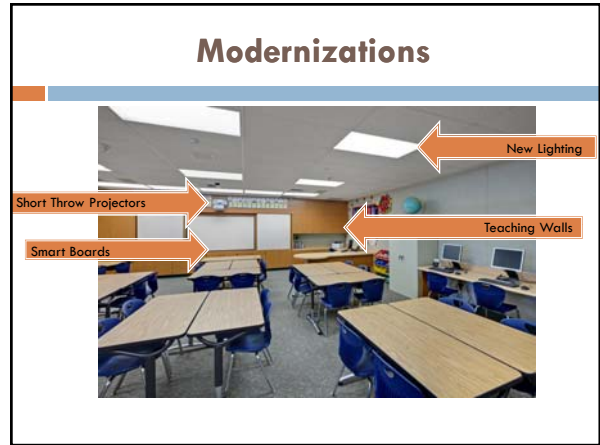 Modernizations
New Lighting
Short Throw Projectors
Teaching Walls
Smart Boards